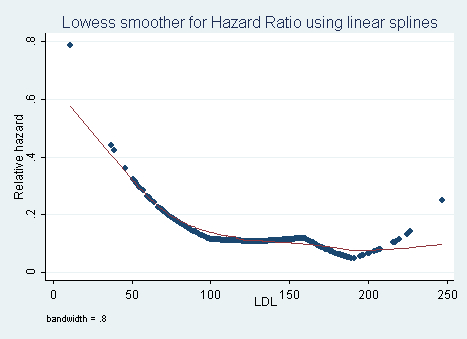 Lowess smoother for Hazard Ratio using linear splines
Relative hazard
.8
.6
.4
.2
0
0 50 100 150 200 250
LDL
bandwidth = .8